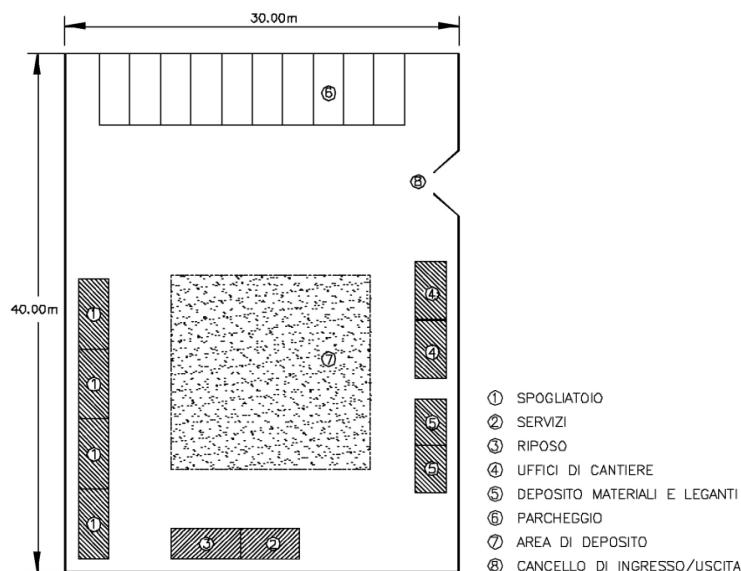 30.00m
6
8
40.00m
4
1
7
4
1
5
1
5
1
3
2
1 SPOGLIATOIO
2 SERVIZI
3 RIPOSO
4 UFFICI DI CANTIERE
5 DEPOSITO MATERIALI E LEGANTI
6 PARCHEGGIO
7 AREA DI DEPOSITO
8 CANCELLO DI INGRESSO/USCITA